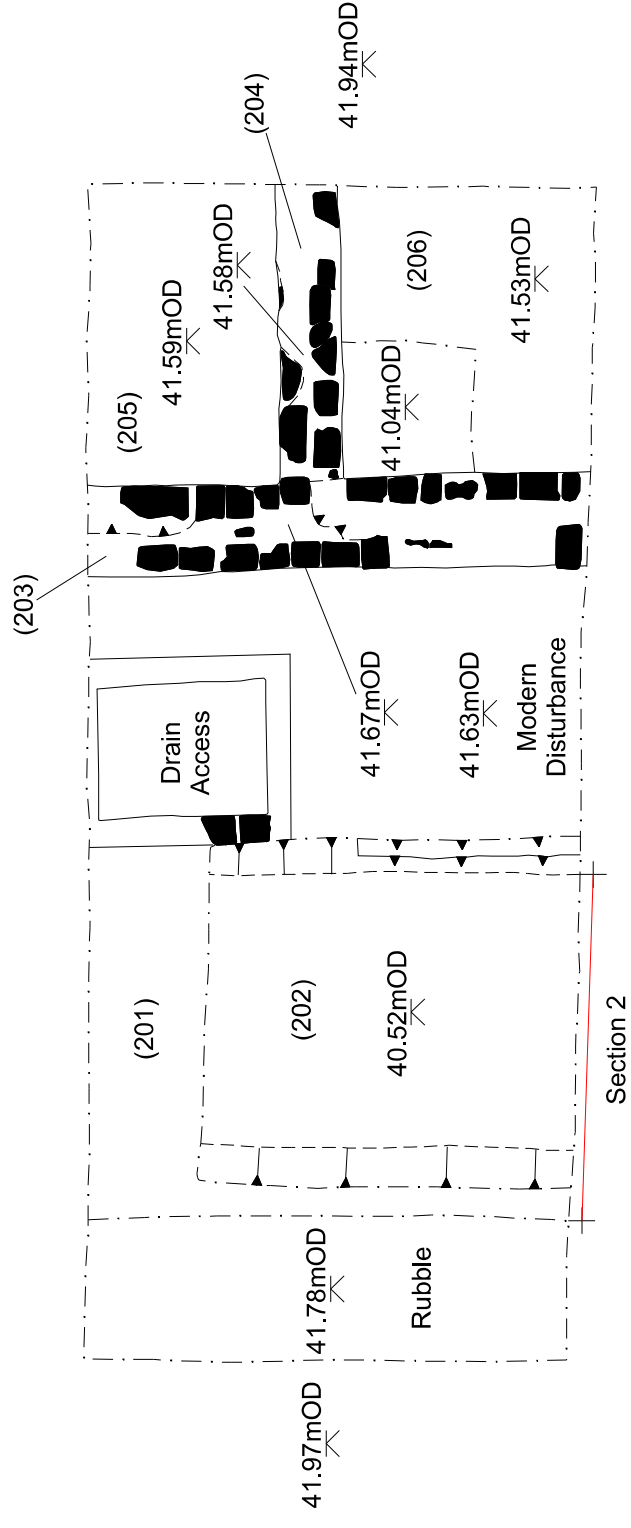 (203)
(204)
41.94mOD
(205)
41.59mOD
41.58mOD
(206)
41.04mOD
41.53mOD
Drain
Access
41.67mOD
41.63mOD
Modern
Disturbance
(201)
(202)
40.52mOD
Section 2
41.78mOD
Rubble
41.97mOD